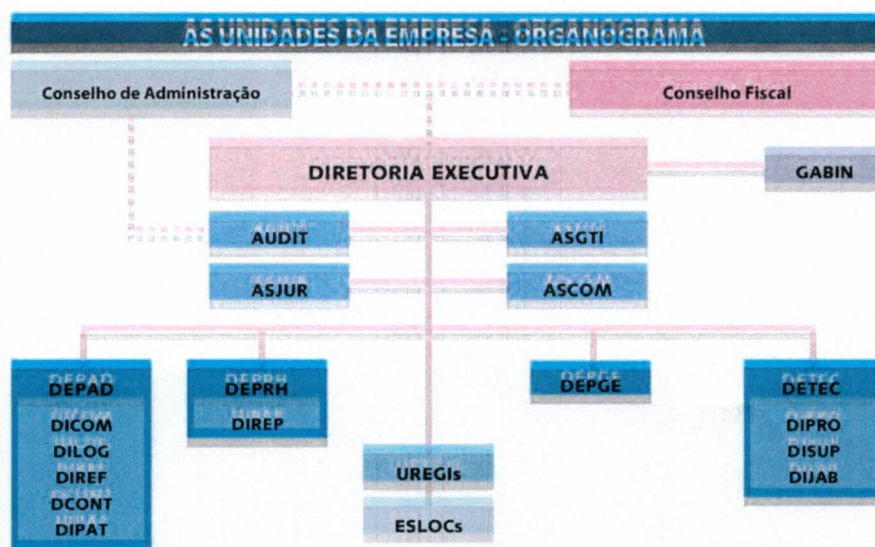 AS UNIDADES DA EMPRESA - ORGANOGRAMA
Conselho de Administração
Conselho Fiscal
DIRETORIA EXECUTIVA
GABIN
AUDIT
ASGTI
ASJUR
ASCOM
DEPAD
DICOM
DILOG
DIREF
DCONT
DIPAT
DEPRH
DIREP
UREGIs
ESLOCs
DEPGE
DETEC
DIPRO
DISUP
DIJAB